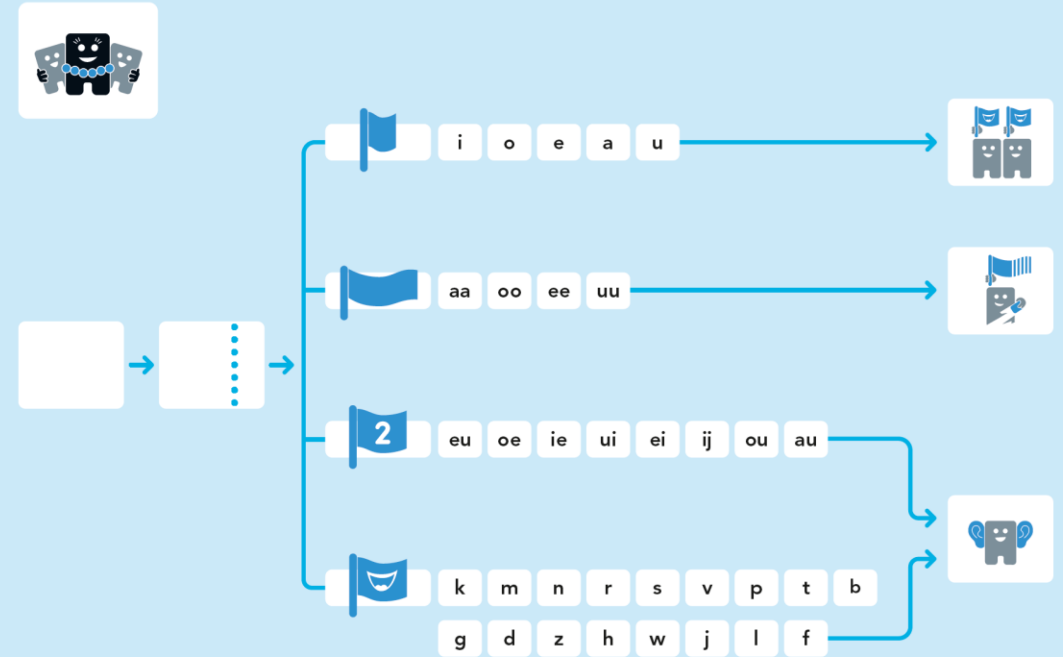 i o e a u
aa oo ee uu
2 eu oe ie ui ei ij ou au
k m n r s v p t b
g d z h w j l f